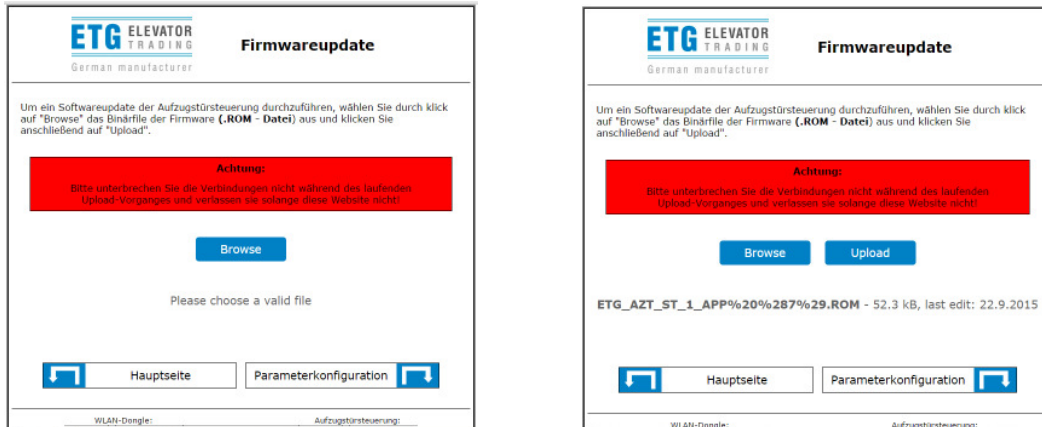 ETG ELEVATOR
TRADING
German manufacturer
Firmwareupdate
Um ein Softwareupdate der Aufzugstürsteuerung durchzuführen, wählen Sie durch klick
auf "Browse" das Binärfile der Firmware (.ROM - Datei) aus und klicken Sie
anschließend auf "Upload".
Achtung:
Bitte unterbrechen Sie die Verbindungen nicht während des laufenden
Upload-Vorganges und verlassen sie solange diese Website nicht!
Browse
Please choose a valid file
Hauptseite
Parameterkonfiguration
WLAN-Dongle:
Aufzugstürsteuerung:
ETG ELEVATOR
TRADING
German manufacturer
Firmwareupdate
Um ein Softwareupdate der Aufzugstürsteuerung durchzuführen, wählen Sie durch klick
auf "Browse" das Binärfile der Firmware (.ROM - Datei) aus und klicken Sie
anschließend auf "Upload".
Achtung:
Bitte unterbrechen Sie die Verbindungen nicht während des laufenden
Upload-Vorganges und verlassen sie solange diese Website nicht!
Browse
Upload
ETG_AZT_ST_1_APP%20%287%29.ROM - 52.3 kB, last edit: 22.9.2015
Hauptseite
Parameterkonfiguration
WLAN-Dongle:
Aufzugstürsteuerung: